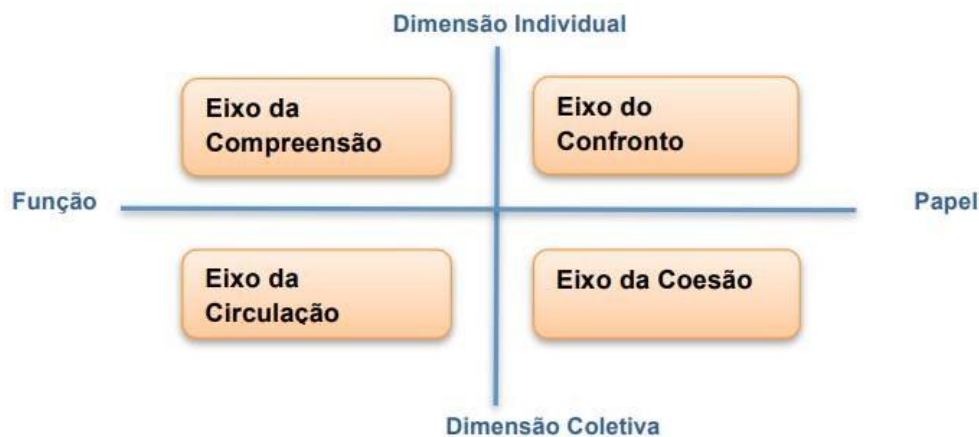 Dimensão Individual
Eixo da
Compreensão
Eixo do
Confronto
Função
Papel
Eixo da
Circulação
Eixo da Coesão
Dimensão Coletiva